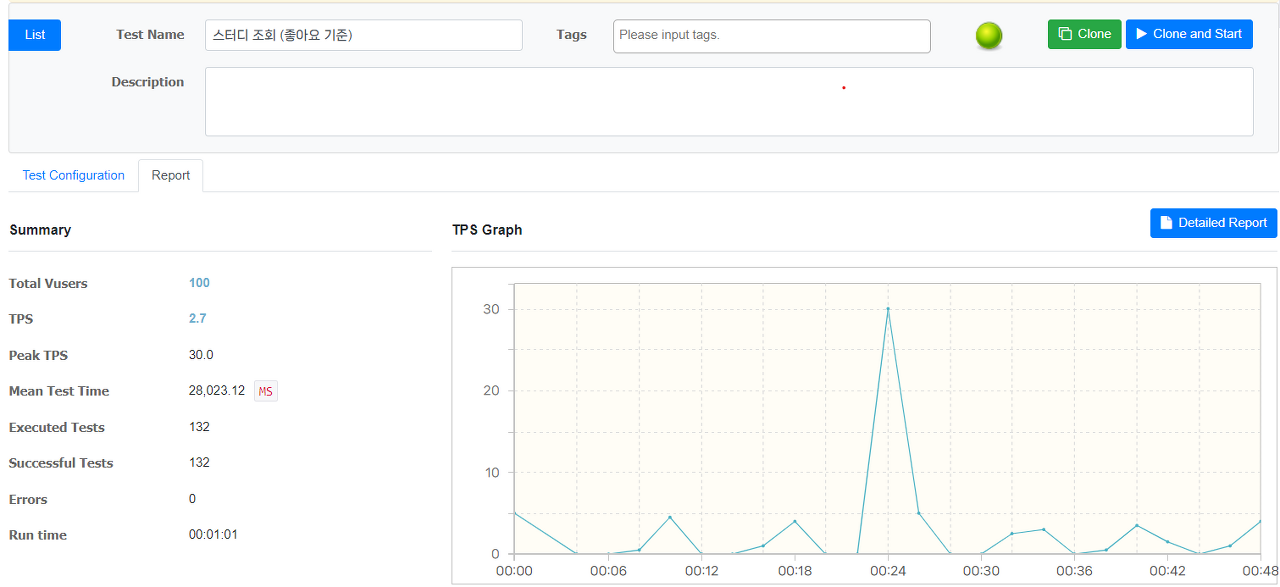 List
Test Name
스터디 조회 (좋아요 기준)
Tags
Please input tags.
Clone
Clone and Start
Description
Test Configuration
Report
Summary
TPS Graph
Detailed Report
Total Vusers 100
TPS 2.7
Peak TPS 30.0
Mean Test Time 28,023.12 MS
Executed Tests 132
Successful Tests 132
Errors 0
Run time 00:01:01
30
20
10
0
00:00 00:06 00:12 00:18 00:24 00:30 00:36 00:42 00:48